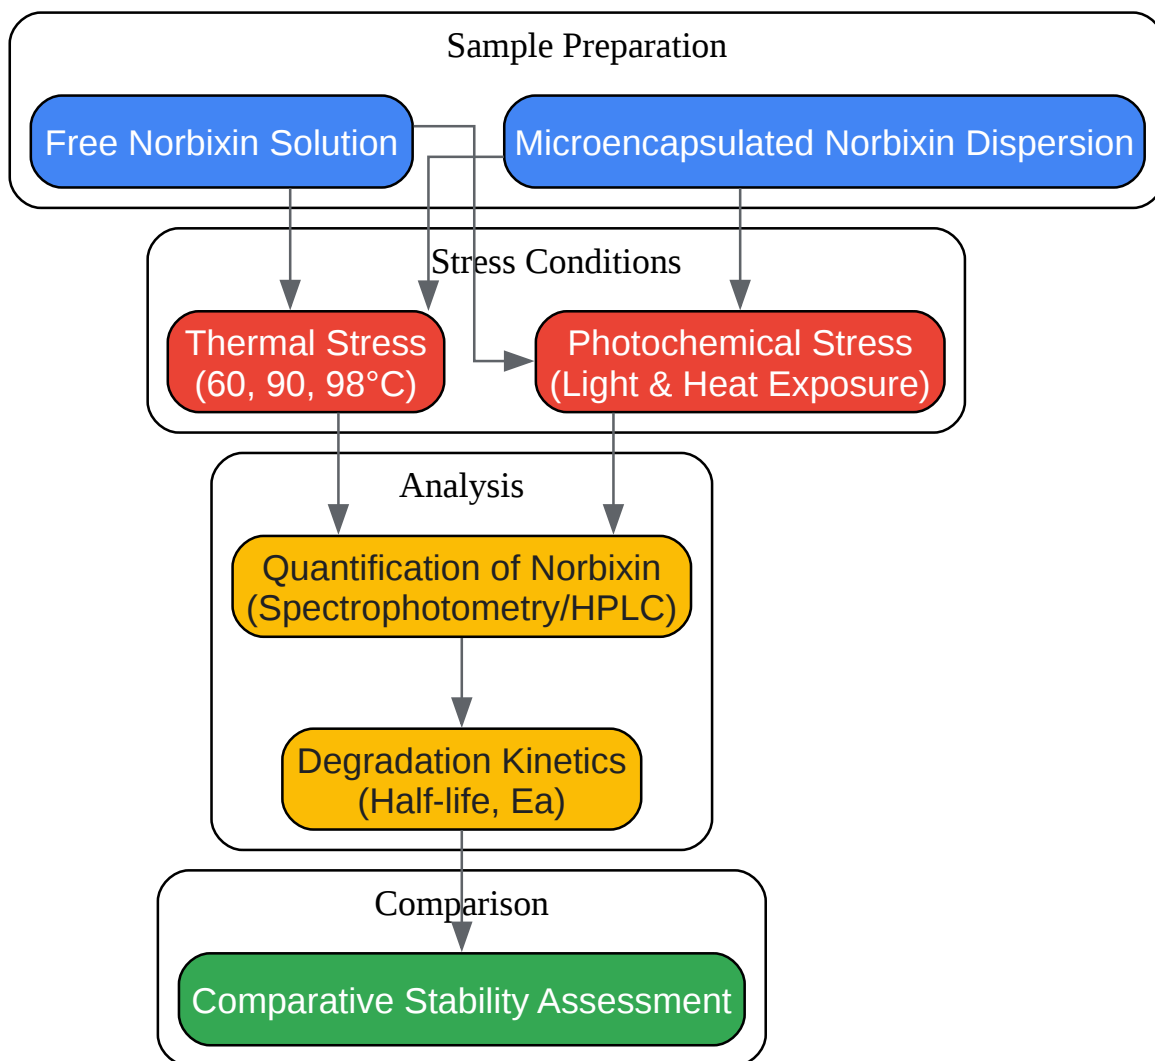 Sample Preparation
Free Norbixin Solution
Microencapsulated Norbixin Dispersion
Stress Conditions
Thermal Stress
(60, 90, 98°C)
Photochemical Stress
(Light & Heat Exposure)
Analysis
Quantification of Norbixin
(Spectrophotometry/HPLC)
Degradation Kinetics
(Half-life, Ea)
Comparison
Comparative Stability Assessment